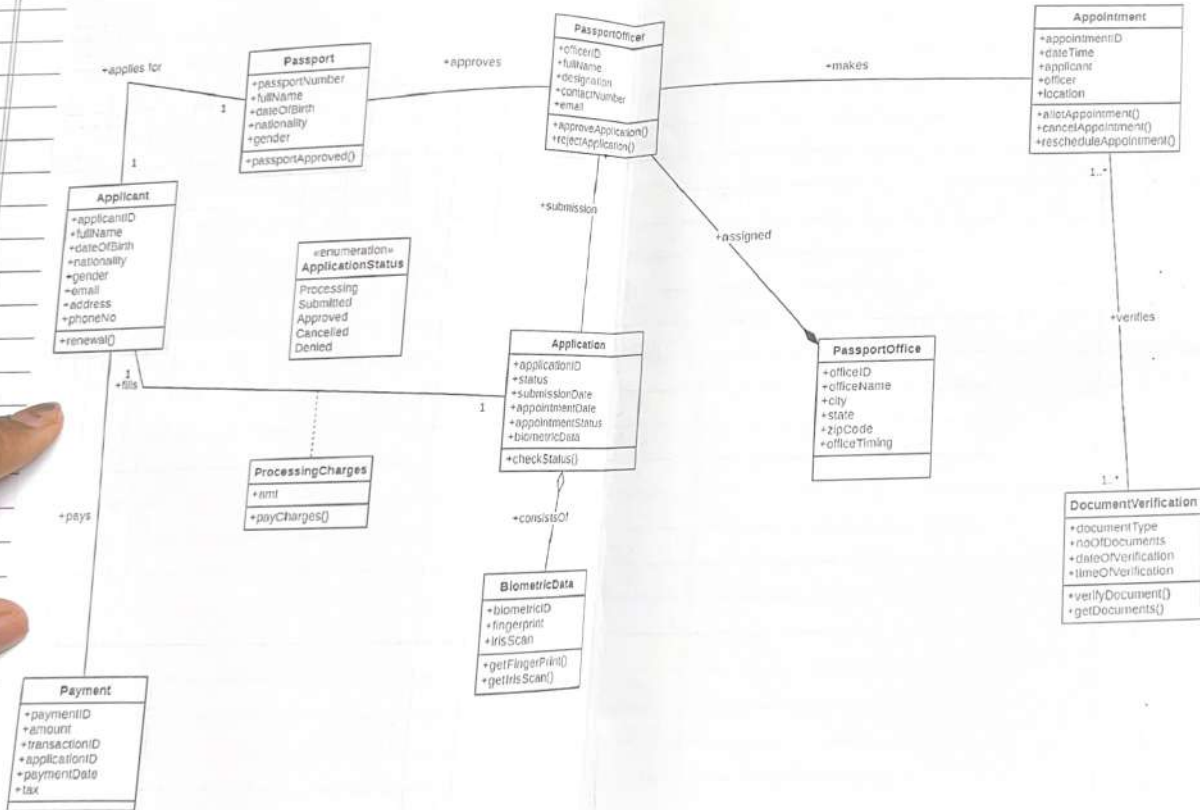 +applies for
1
1
Passport
+passportNumber
+fullName
+dateOfBirth
+nationality
+gender
+passportApproved()
+approves
PassportOfficer
+officerID
+fullName
+designation
+contactNumber
+email
+approveApplication()
+rejectApplication()
+makes
Appointment
+appointmentID
+dateTime
+applicant
+officer
+location
+allotAppointment()
+cancelAppointment()
+rescheduleAppointment()
1..*
Applicant
+applicantID
+fullName
+dateOfBirth
+nationality
+gender
+email
+address
+phoneNo
+renewal()
«enumeration»
ApplicationStatus
Processing
Submitted
Approved
Cancelled
Denied
+submission
+assigned
+verifies
1
+fills
1
Application
+applicationID
+status
+submissionDate
+appointmentDate
+appointmentStatus
+biometricData
+checkStatus()
PassportOffice
+officeID
+officeName
+city
+state
+zipCode
+officeTiming
ProcessingCharges
+amt
+payCharges()
+pays
+consistsOf
1..*
DocumentVerification
+documentType
+noOfDocuments
+dateOfVerification
+timeOfVerification
+verifyDocument()
+getDocuments()
BiometricData
+biometricID
+fingerprint
+irisScan
+getFingerPrint()
+getIrisScan()
Payment
+paymentID
+amount
+transactionID
+applicationID
+paymentDate
+tax